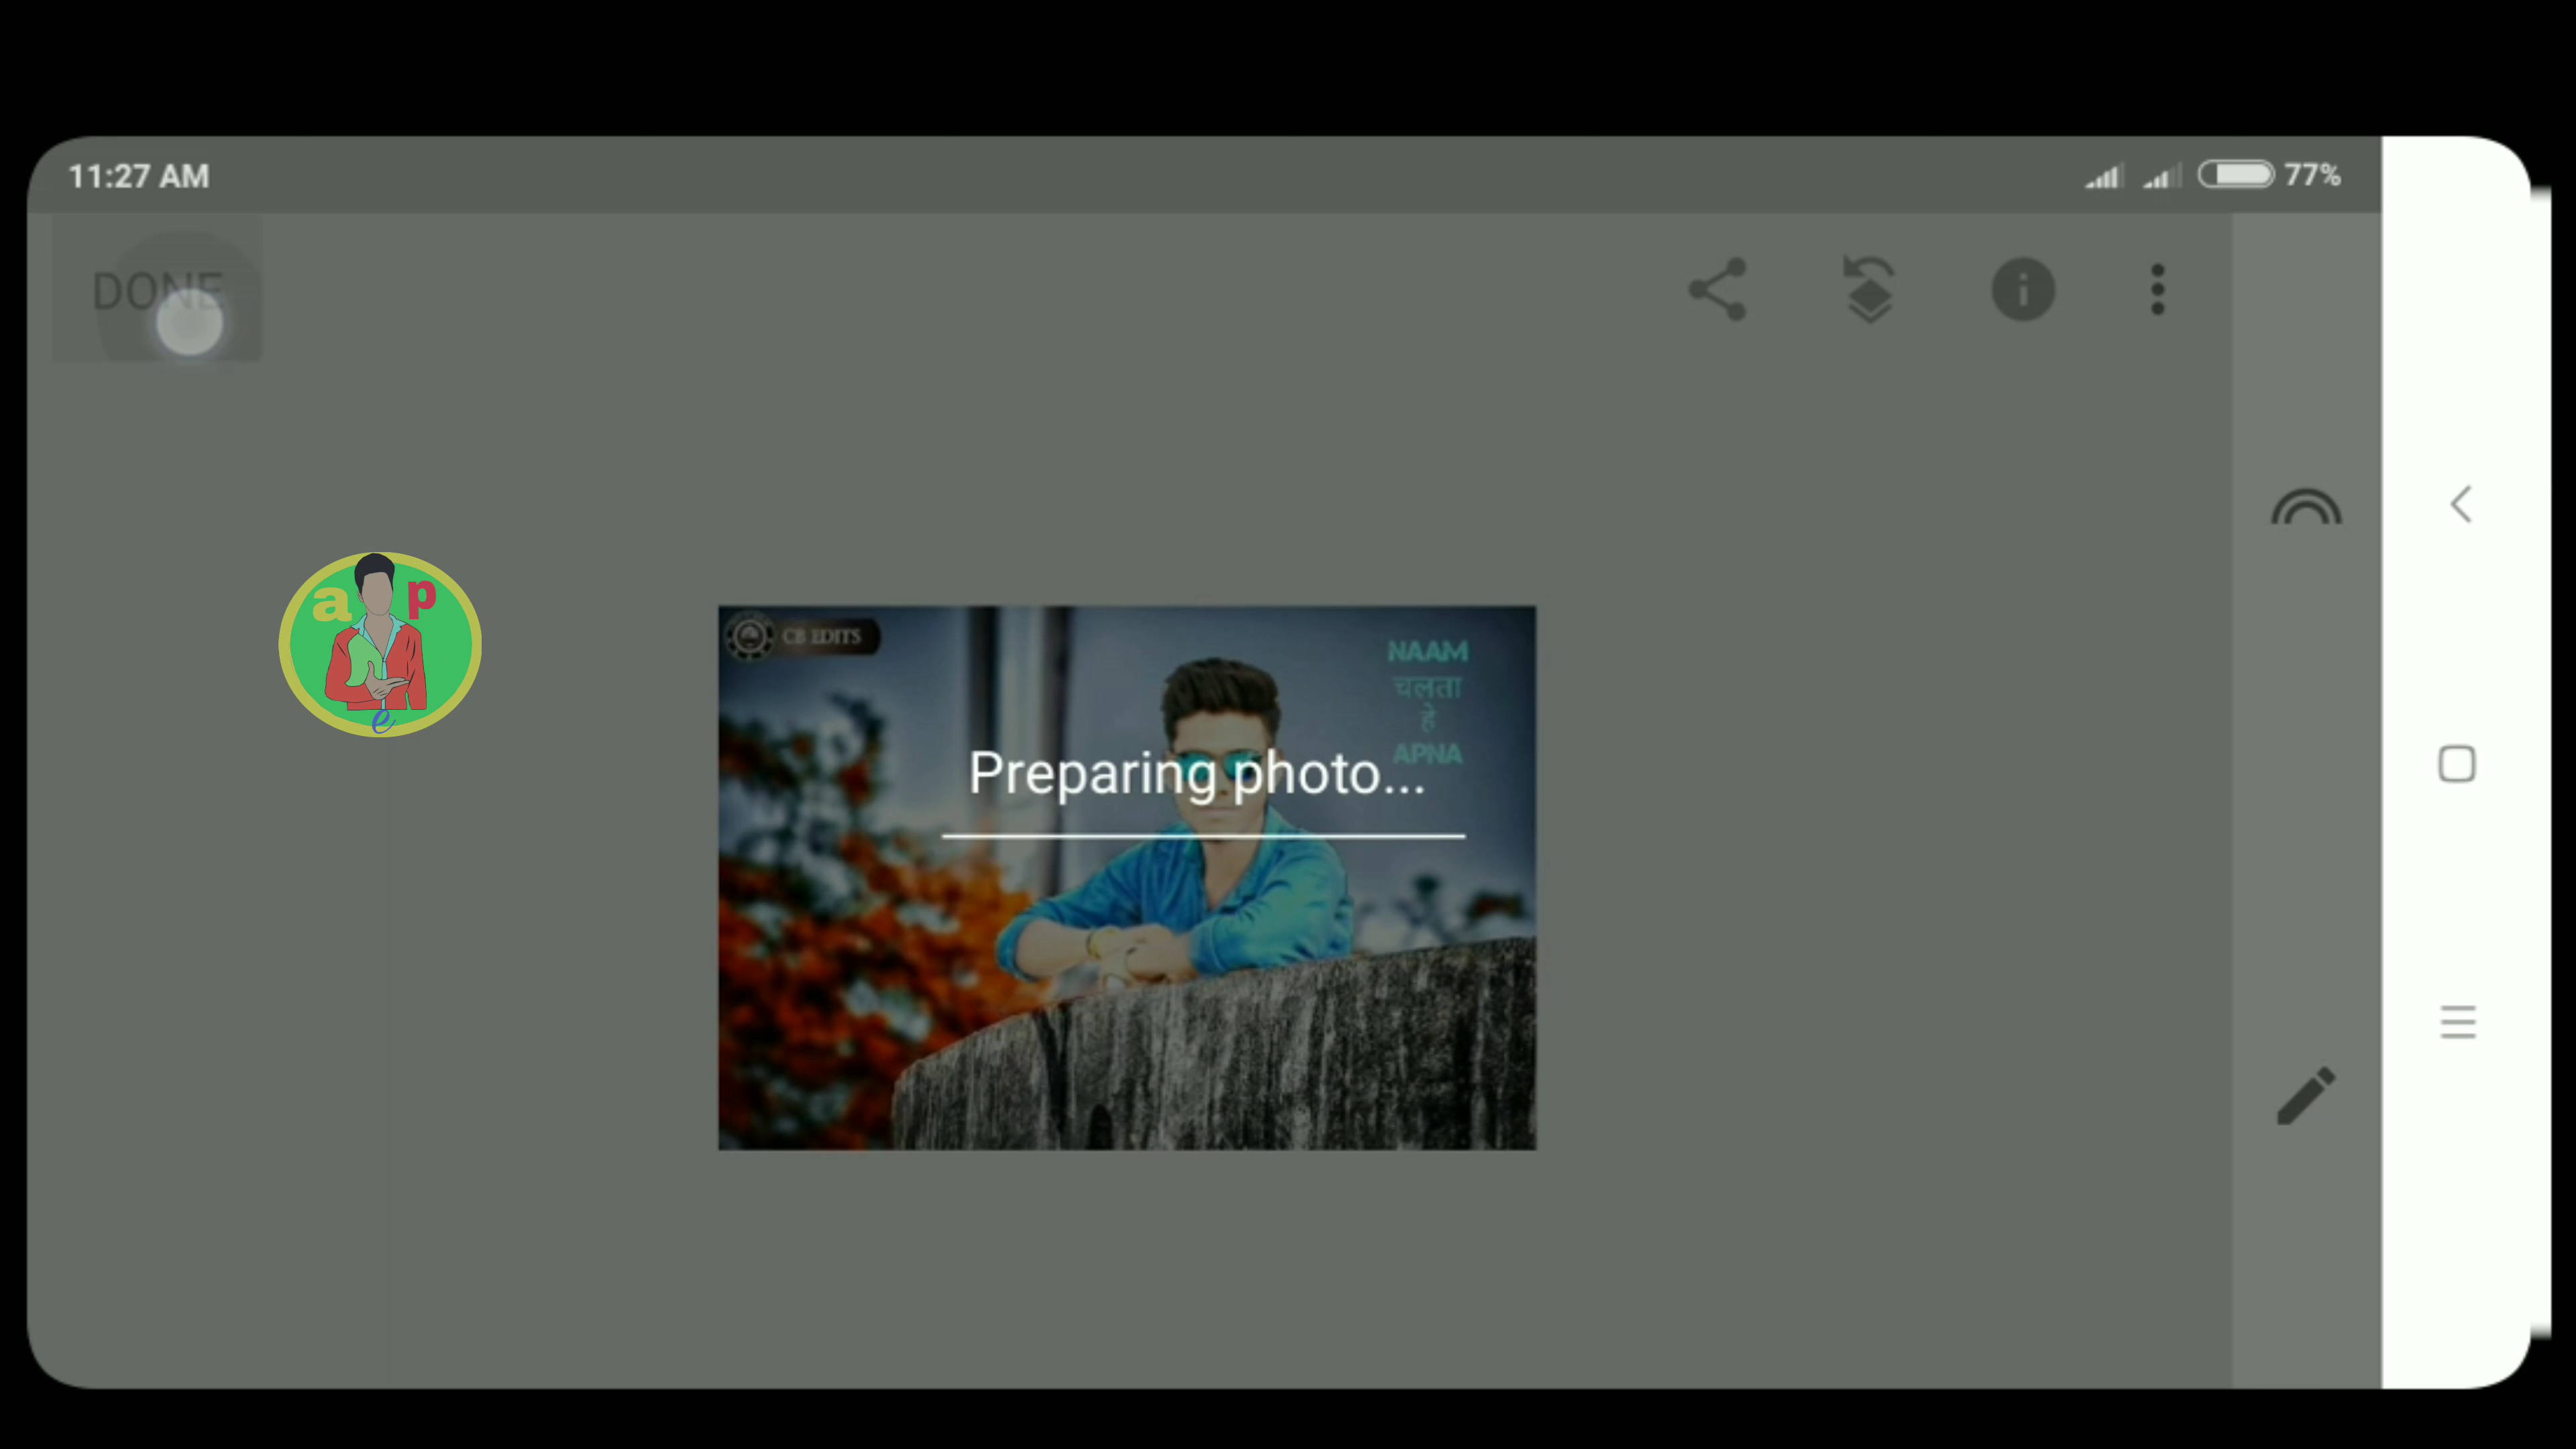 11:27 AM
77%
DONE
a p
e
CB EDITS
NAAM
चलता
हे
APNA
Preparing photo...